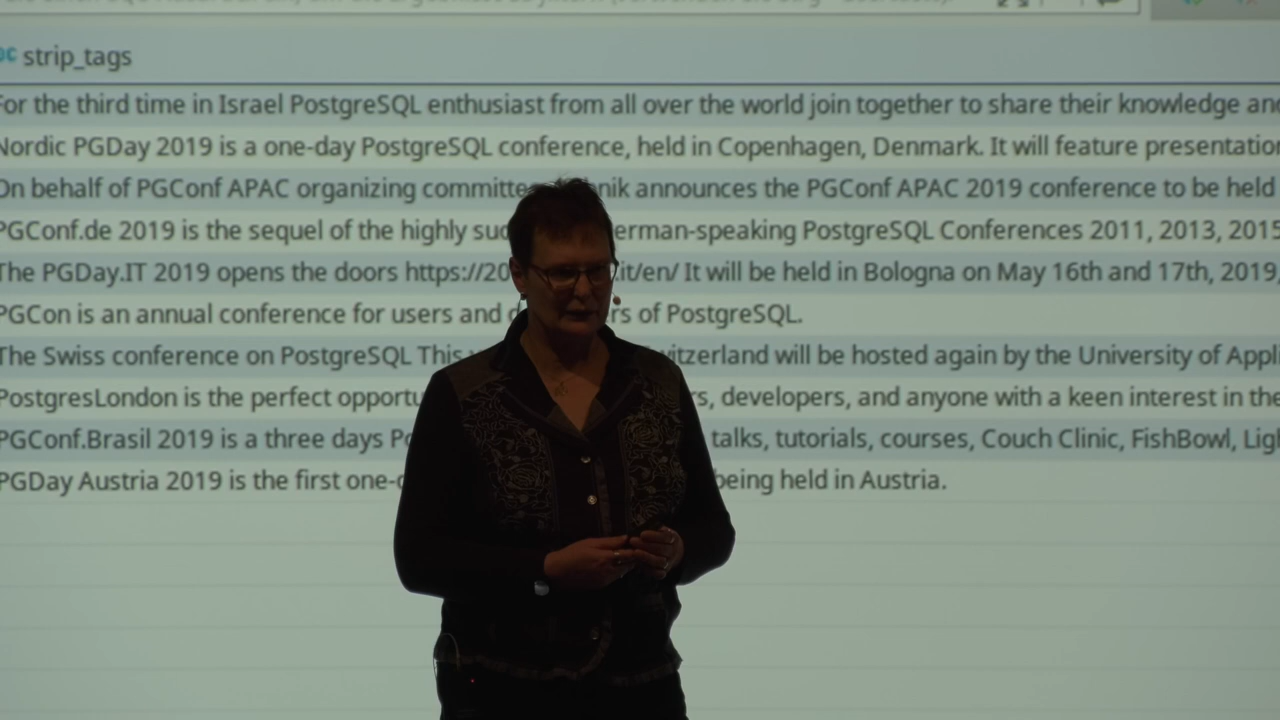 strip_tags
For the third time in Israel PostgreSQL enthusiast from all over the world join together to share their knowledge and
Nordic PGDay 2019 is a one-day PostgreSQL conference, held in Copenhagen, Denmark. It will feature presentation
On behalf of PGConf APAC organizing committe nik announces the PGConf APAC 2019 conference to be held
PGConf.de 2019 is the sequel of the highly suc erman-speaking PostgreSQL Conferences 2011, 2013, 2015
The PGDay.IT 2019 opens the doors https://20 it/en/ It will be held in Bologna on May 16th and 17th, 2019,
PGCon is an annual conference for users and d rs of PostgreSQL.
The Swiss conference on PostgreSQL This witzerland will be hosted again by the University of Appli
PostgresLondon is the perfect opportu rs, developers, and anyone with a keen interest in the
PGConf.Brasil 2019 is a three days Po talks, tutorials, courses, Couch Clinic, FishBowl, Ligh
PGDay Austria 2019 is the first one-d being held in Austria.